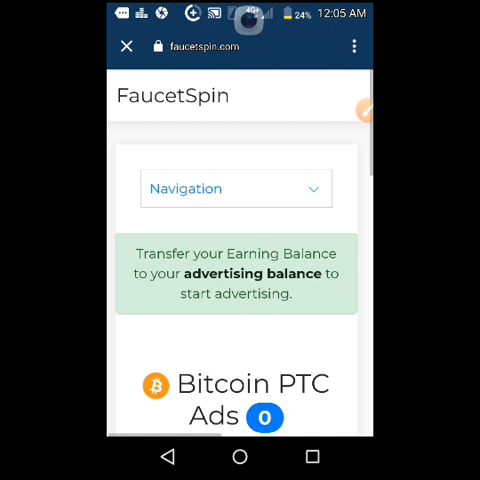 4G
24% 12:05 AM
faucetspin.com
FaucetSpin
Navigation
Transfer your Earning Balance
to your advertising balance to
start advertising.
Bitcoin PTC
Ads 0